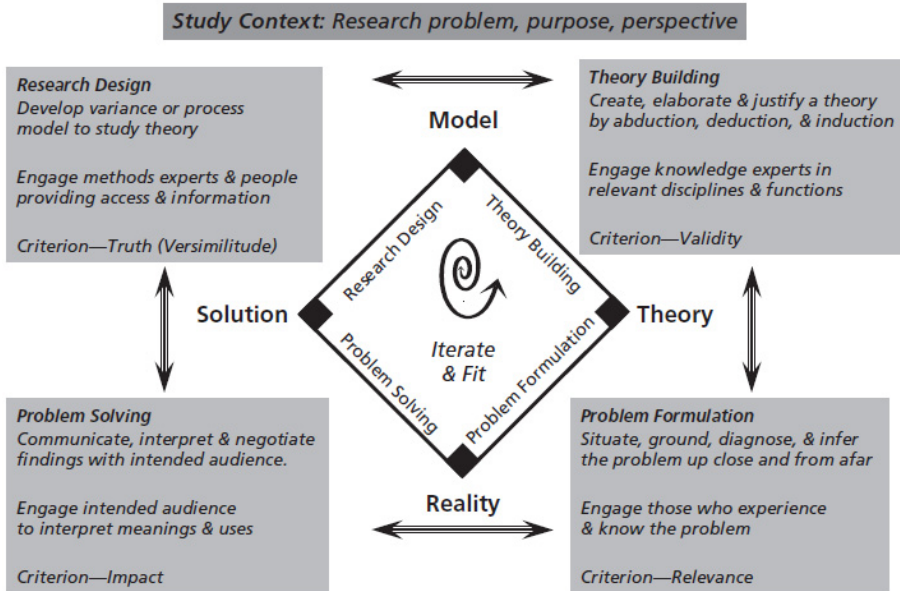 Study Context: Research problem, purpose, perspective
Research Design
Develop variance or process
model to study theory
Engage methods experts & people
providing access & information
Criterion—Truth (Versimilitude)
Theory Building
Create, elaborate & justify a theory
by abduction, deduction, & induction
Engage knowledge experts in
relevant disciplines & functions
Criterion—Validity
Model
Research Design
Theory Building
Solution
Theory
Iterate
& Fit
Problem Solving
Problem Formulation
Reality
Problem Solving
Communicate, interpret & negotiate
findings with intended audience.
Engage intended audience
to interpret meanings & uses
Criterion—Impact
Problem Formulation
Situate, ground, diagnose, & infer
the problem up close and from afar
Engage those who experience
& know the problem
Criterion—Relevance